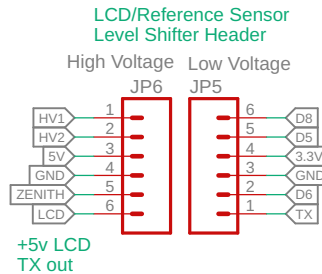 LCD/Reference Sensor
Level Shifter Header
High Voltage Low Voltage
JP6 JP5
HV1 1 6 D8
HV2 2 5 D5
5V 3 4 3.3V
GND 4 3 GND
ZENITH 5 2 D6
LCD 6 1 TX
+5v LCD
TX out